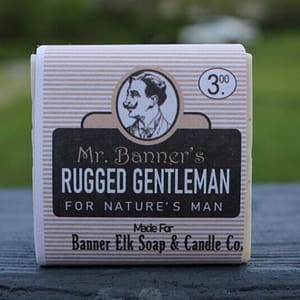 3.00
Mr. Banner's
RUGGED GENTLEMAN
FOR NATURE'S MAN
Made For
Banner Elk Soap & Candle Co.